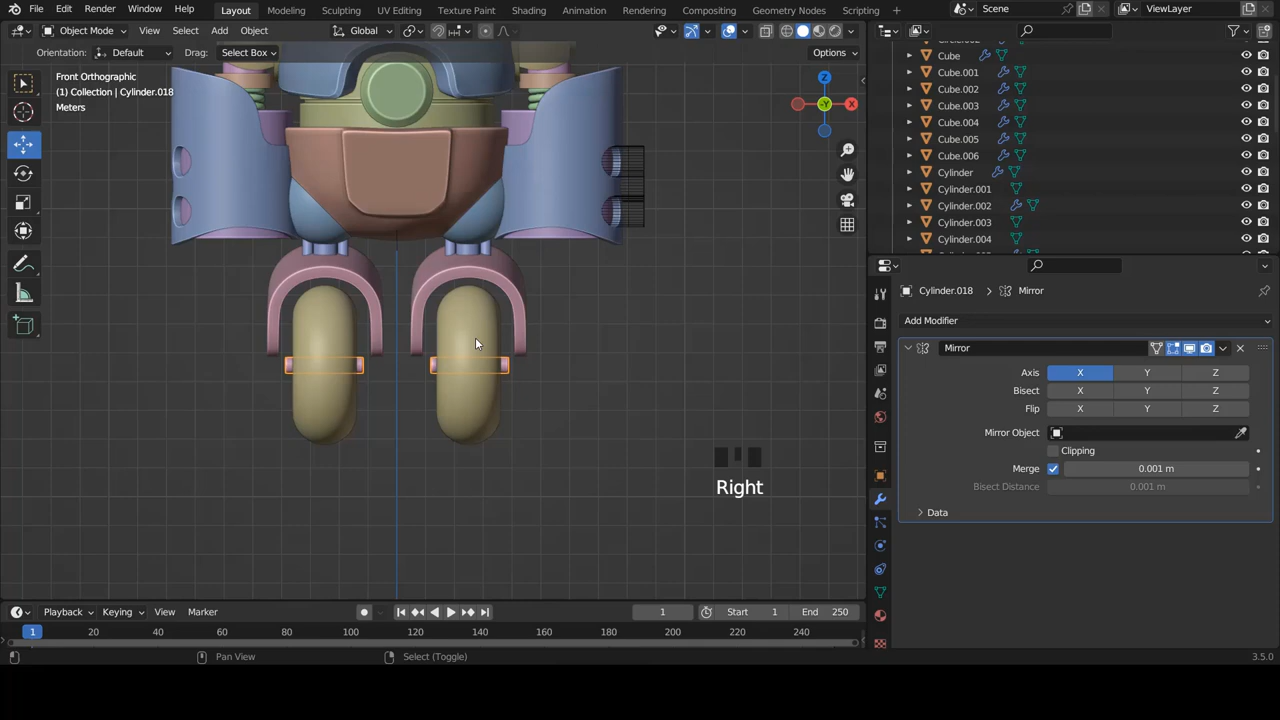 File Edit Render Window Help Layout Modeling Sculpting UV Editing Texture Paint Shading Animation Rendering Compositing Geometry Nodes Scripting + Scene ViewLayer
Object Mode View Select Add Object Global
Orientation: Default Drag: Select Box Options
Front Orthographic
(1) Collection | Cylinder.018
Meters
Z
X
-Y
Cube
Cube.001
Cube.002
Cube.003
Cube.004
Cube.005
Cube.006
Cylinder
Cylinder.001
Cylinder.002
Cylinder.003
Cylinder.004
Cylinder.018 > Mirror
Add Modifier
Mirror
Axis X Y Z
Bisect X Y Z
Flip X Y Z
Mirror Object
Clipping
Merge 0.001 m
Bisect Distance 0.001 m
Data
Right
Playback Keying View Marker 1 Start 1 End 250
1 20 40 60 80 100 120 140 160 180 200 220 240
Pan View Select (Toggle) 3.5.0